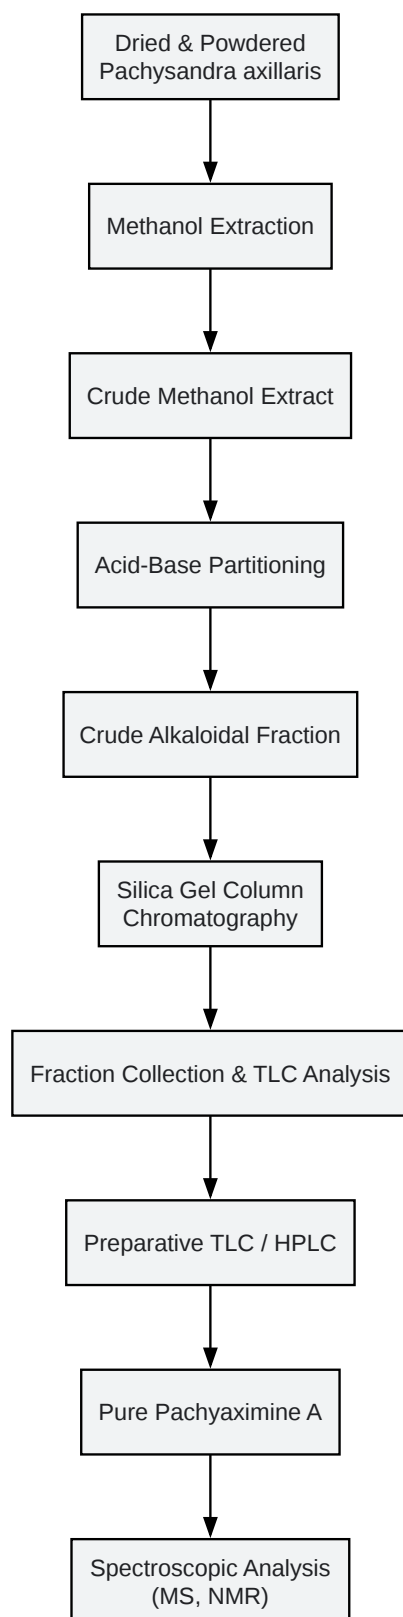 Dried & Powdered
Pachysandra axillaris
Methanol Extraction
Crude Methanol Extract
Acid-Base Partitioning
Crude Alkaloidal Fraction
Silica Gel Column
Chromatography
Fraction Collection & TLC Analysis
Preparative TLC / HPLC
Pure Pachyaximine A
Spectroscopic Analysis
(MS, NMR)